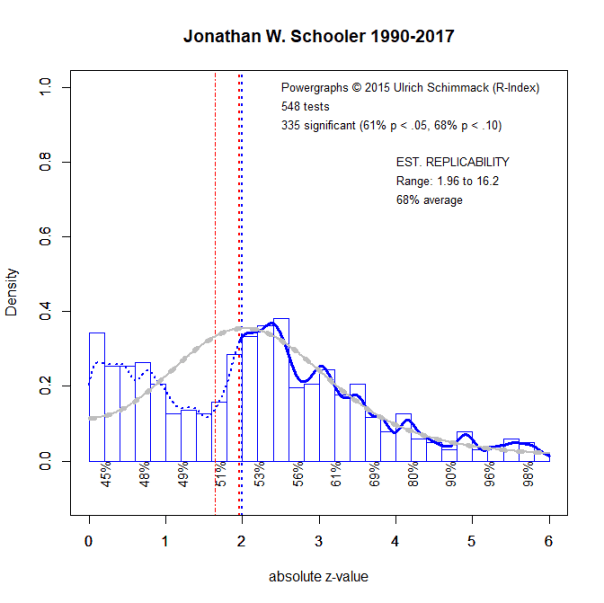 Jonathan W. Schooler 1990-2017
Powergraphs © 2015 Ulrich Schimmack (R-Index)
548 tests
335 significant (61% p < .05, 68% p < .10)
EST. REPLICABILITY
Range: 1.96 to 16.2
68% average
Density
1.0
0.8
0.6
0.4
0.2
0.0
45% 48% 49% 51% 53% 56% 61% 69% 80% 90% 96% 98%
0 1 2 3 4 5 6
absolute z-value